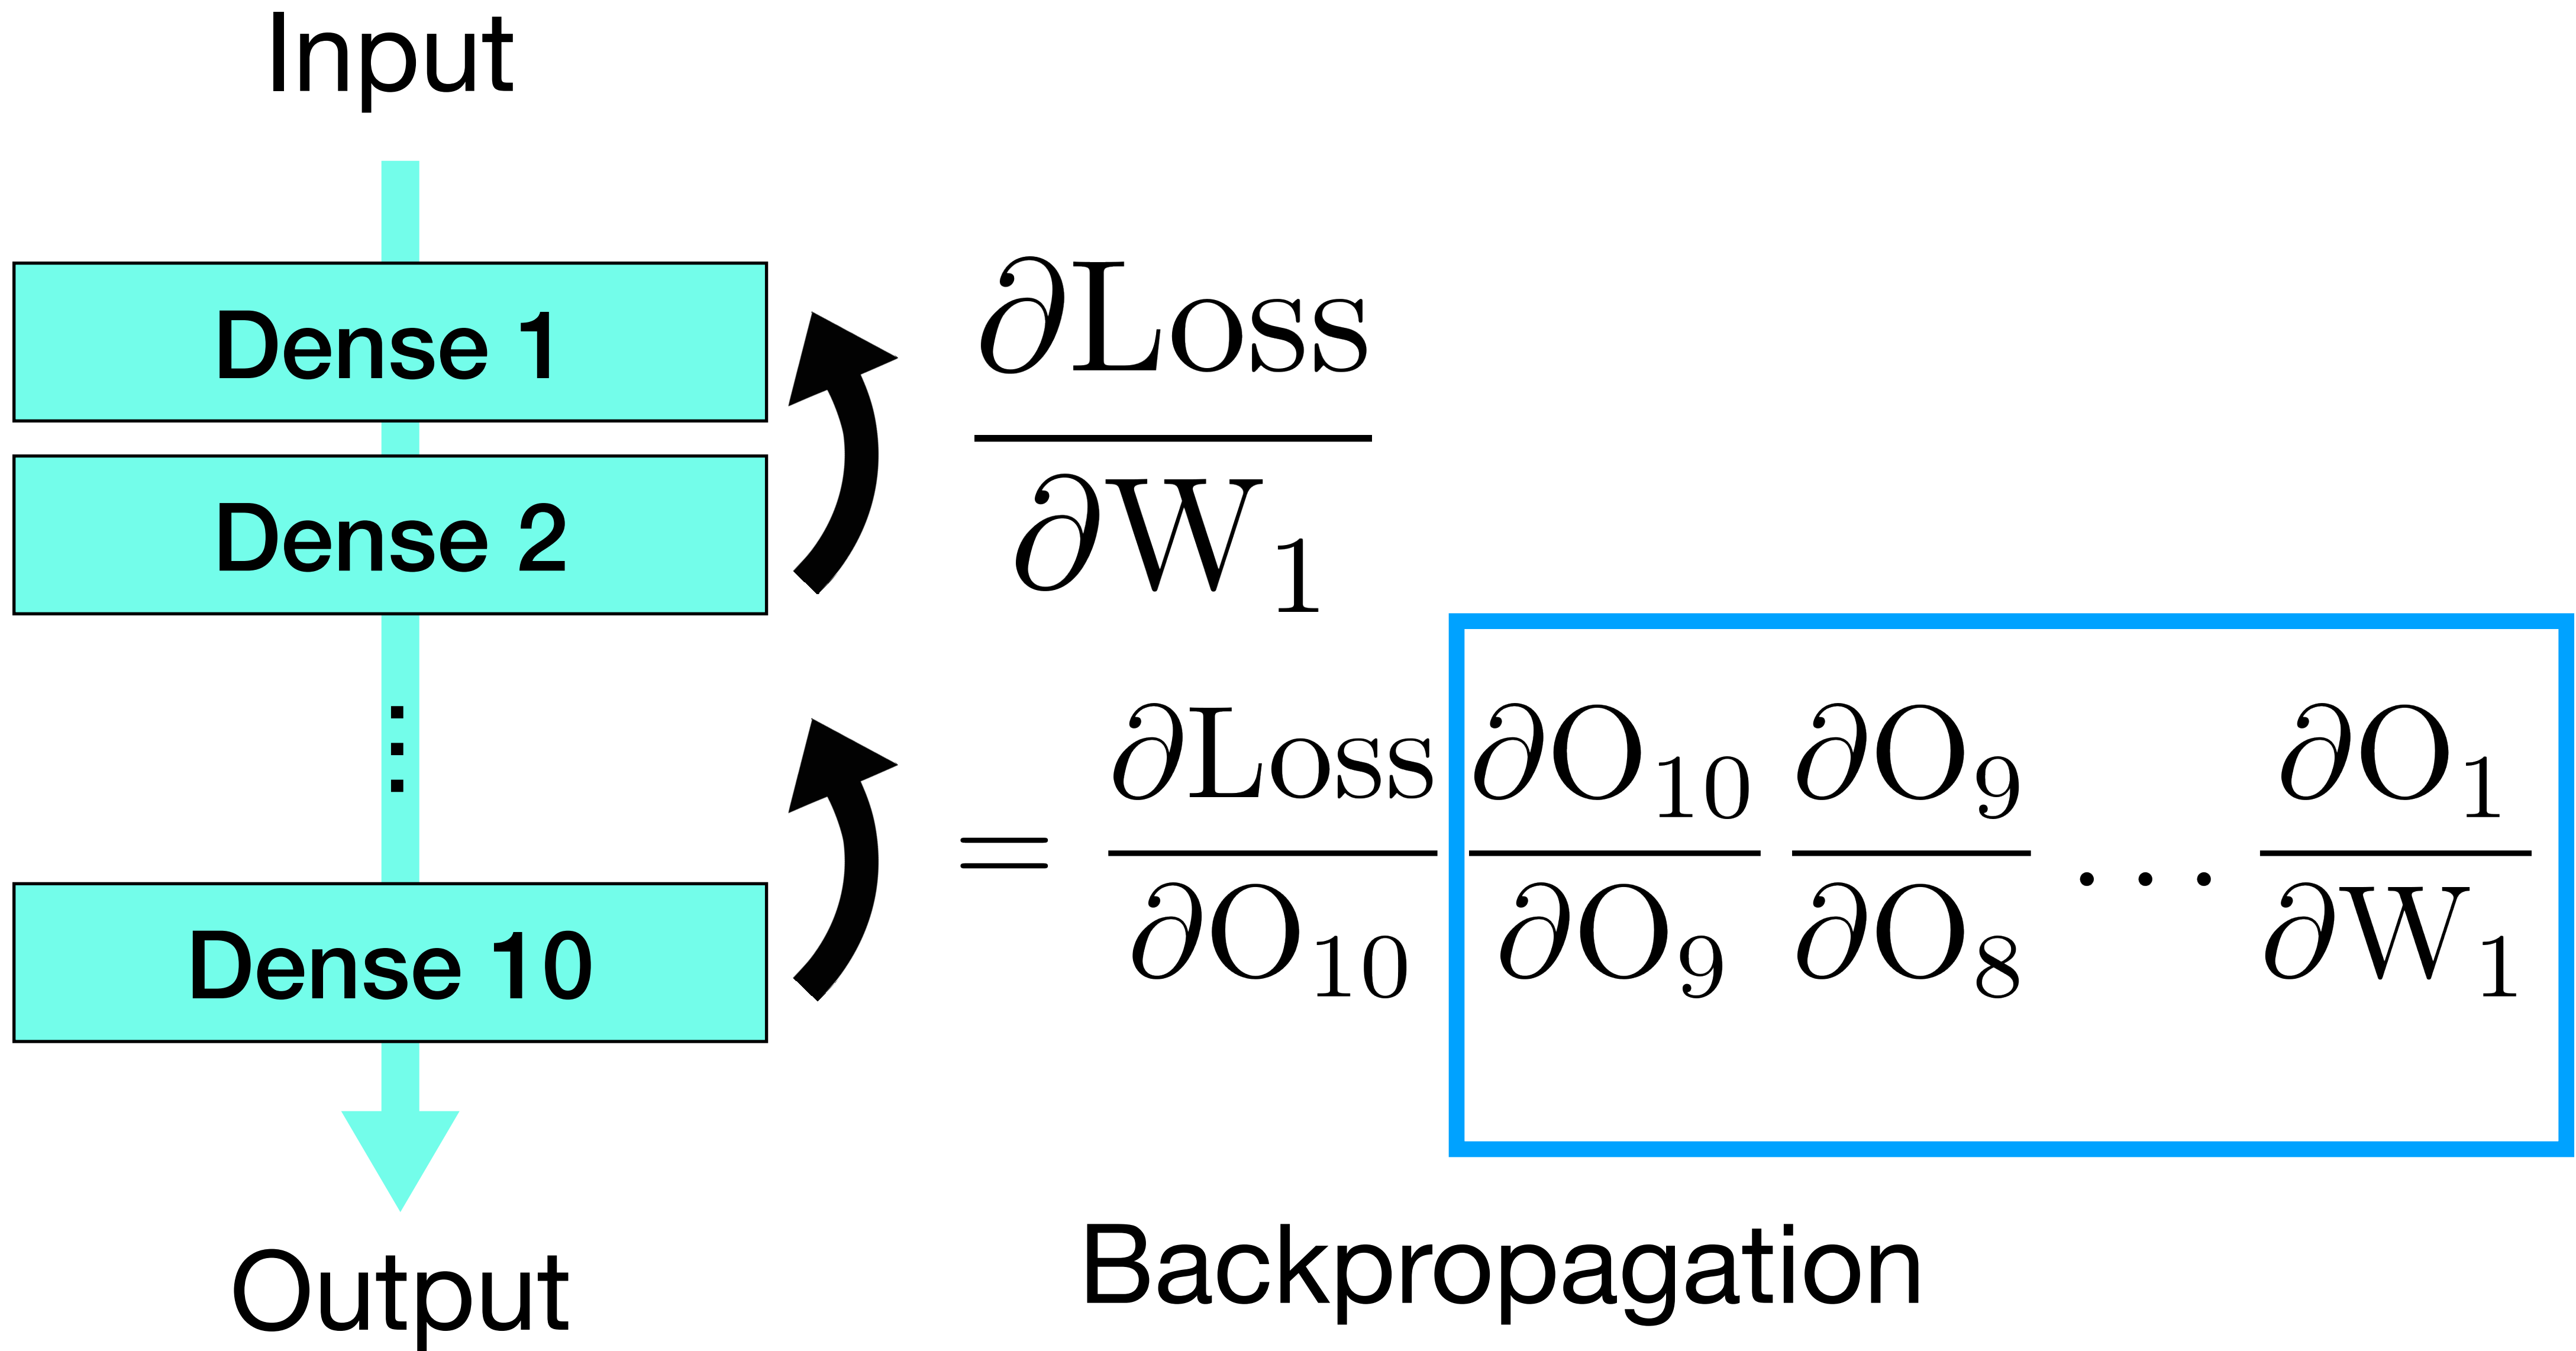 Input
Dense 1
Dense 2
⋮
Dense 10
Output
∂Loss
∂W₁
= ∂Loss/∂O₁₀ ∂O₁₀/∂O₉ ∂O₉/∂O₈ ... ∂O₁/∂W₁
Backpropagation